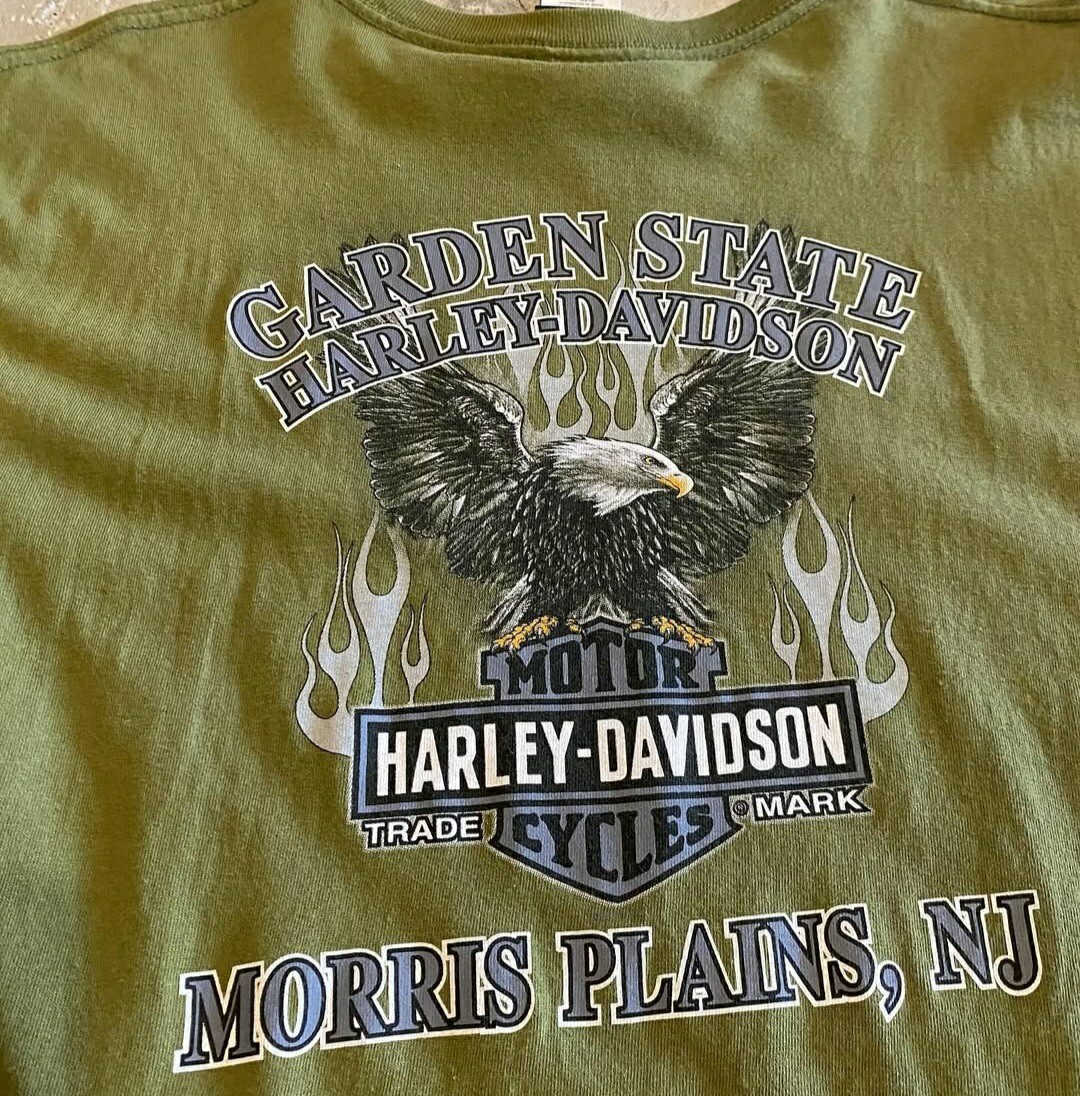 GARDEN STATE
HARLEY-DAVIDSON
MOTOR
HARLEY-DAVIDSON
TRADE CYCLES ® MARK
MORRIS PLAINS, NJ